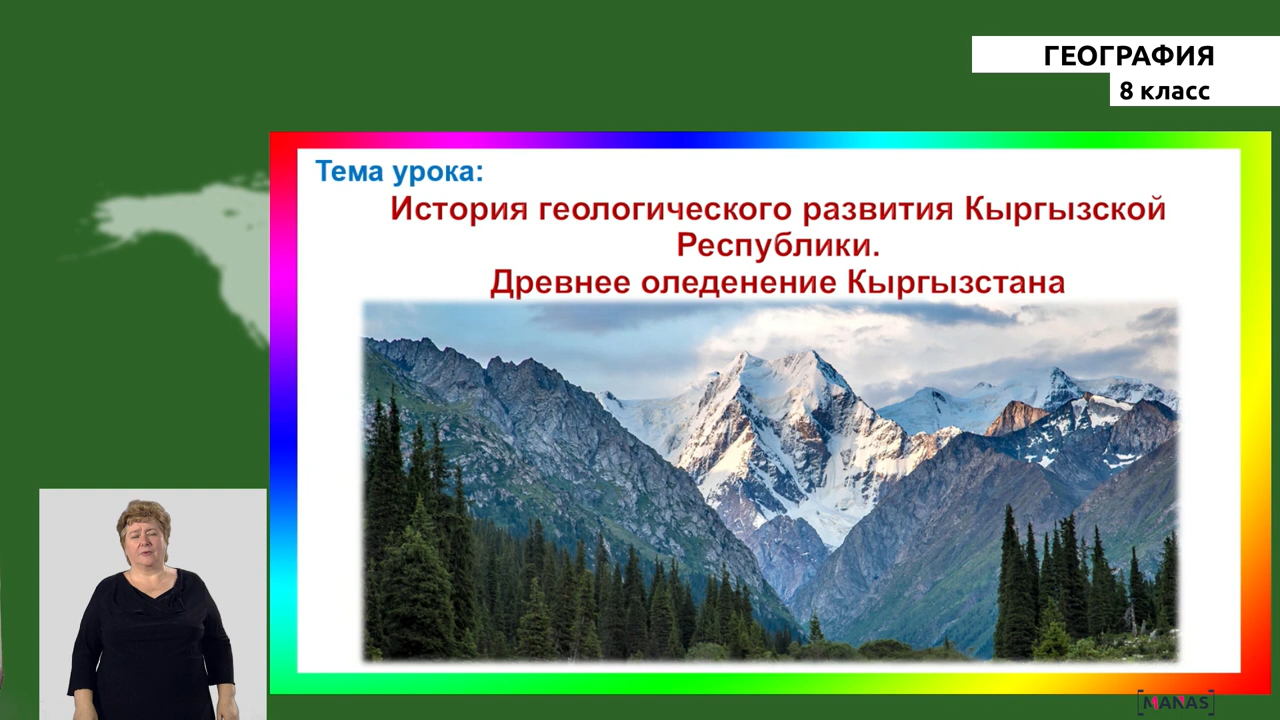 ГЕОГРАФИЯ
8 класс
Тема урока:
История геологического развития Кыргызской
Республики.
Древнее оледенение Кыргызстана
[MANAS]